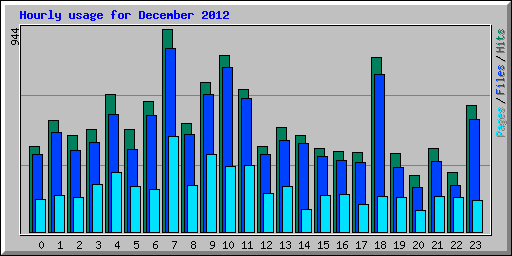 Hourly usage for December 2012
944
Pages/Files/Hits
0 1 2 3 4 5 6 7 8 9 10 11 12 13 14 15 16 17 18 19 20 21 22 23